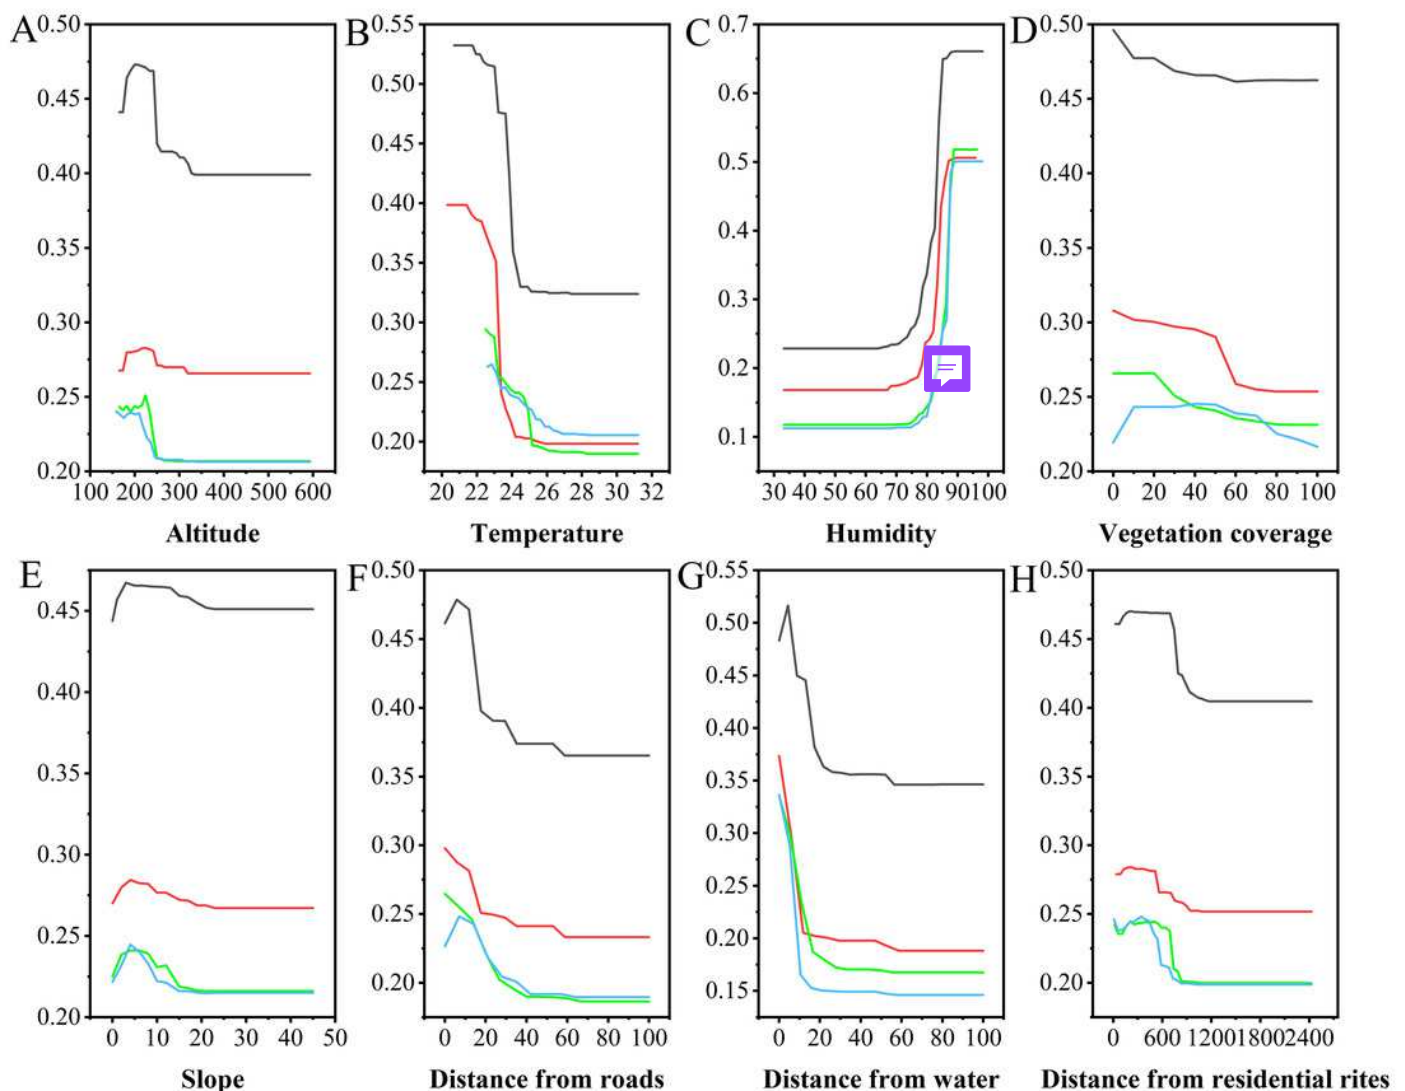 A B C D
0.50 0.55 0.7 0.50
0.45 0.50 0.6 0.45
0.40 0.45 0.5 0.40
0.35 0.40 0.4 0.35
0.30 0.35 0.3 0.30
0.25 0.30 0.2 0.25
0.20 0.25 0.1 0.20
0.20
100 200 300 400 500 600 20 22 24 26 28 30 32 30 40 50 60 70 80 90 100 0 20 40 60 80 100
Altitude Temperature Humidity Vegetation coverage
E F G H
0.45 0.50 0.55 0.50
0.40 0.45 0.50 0.45
0.35 0.40 0.45 0.40
0.30 0.35 0.40 0.35
0.25 0.30 0.35 0.30
0.20 0.25 0.30 0.25
0.20 0.25 0.20
0.20
0.15
0 10 20 30 40 50 0 20 40 60 80 100 0 20 40 60 80 100 0 600 1200 1800 2400
Slope Distance from roads Distance from water Distance from residential rites